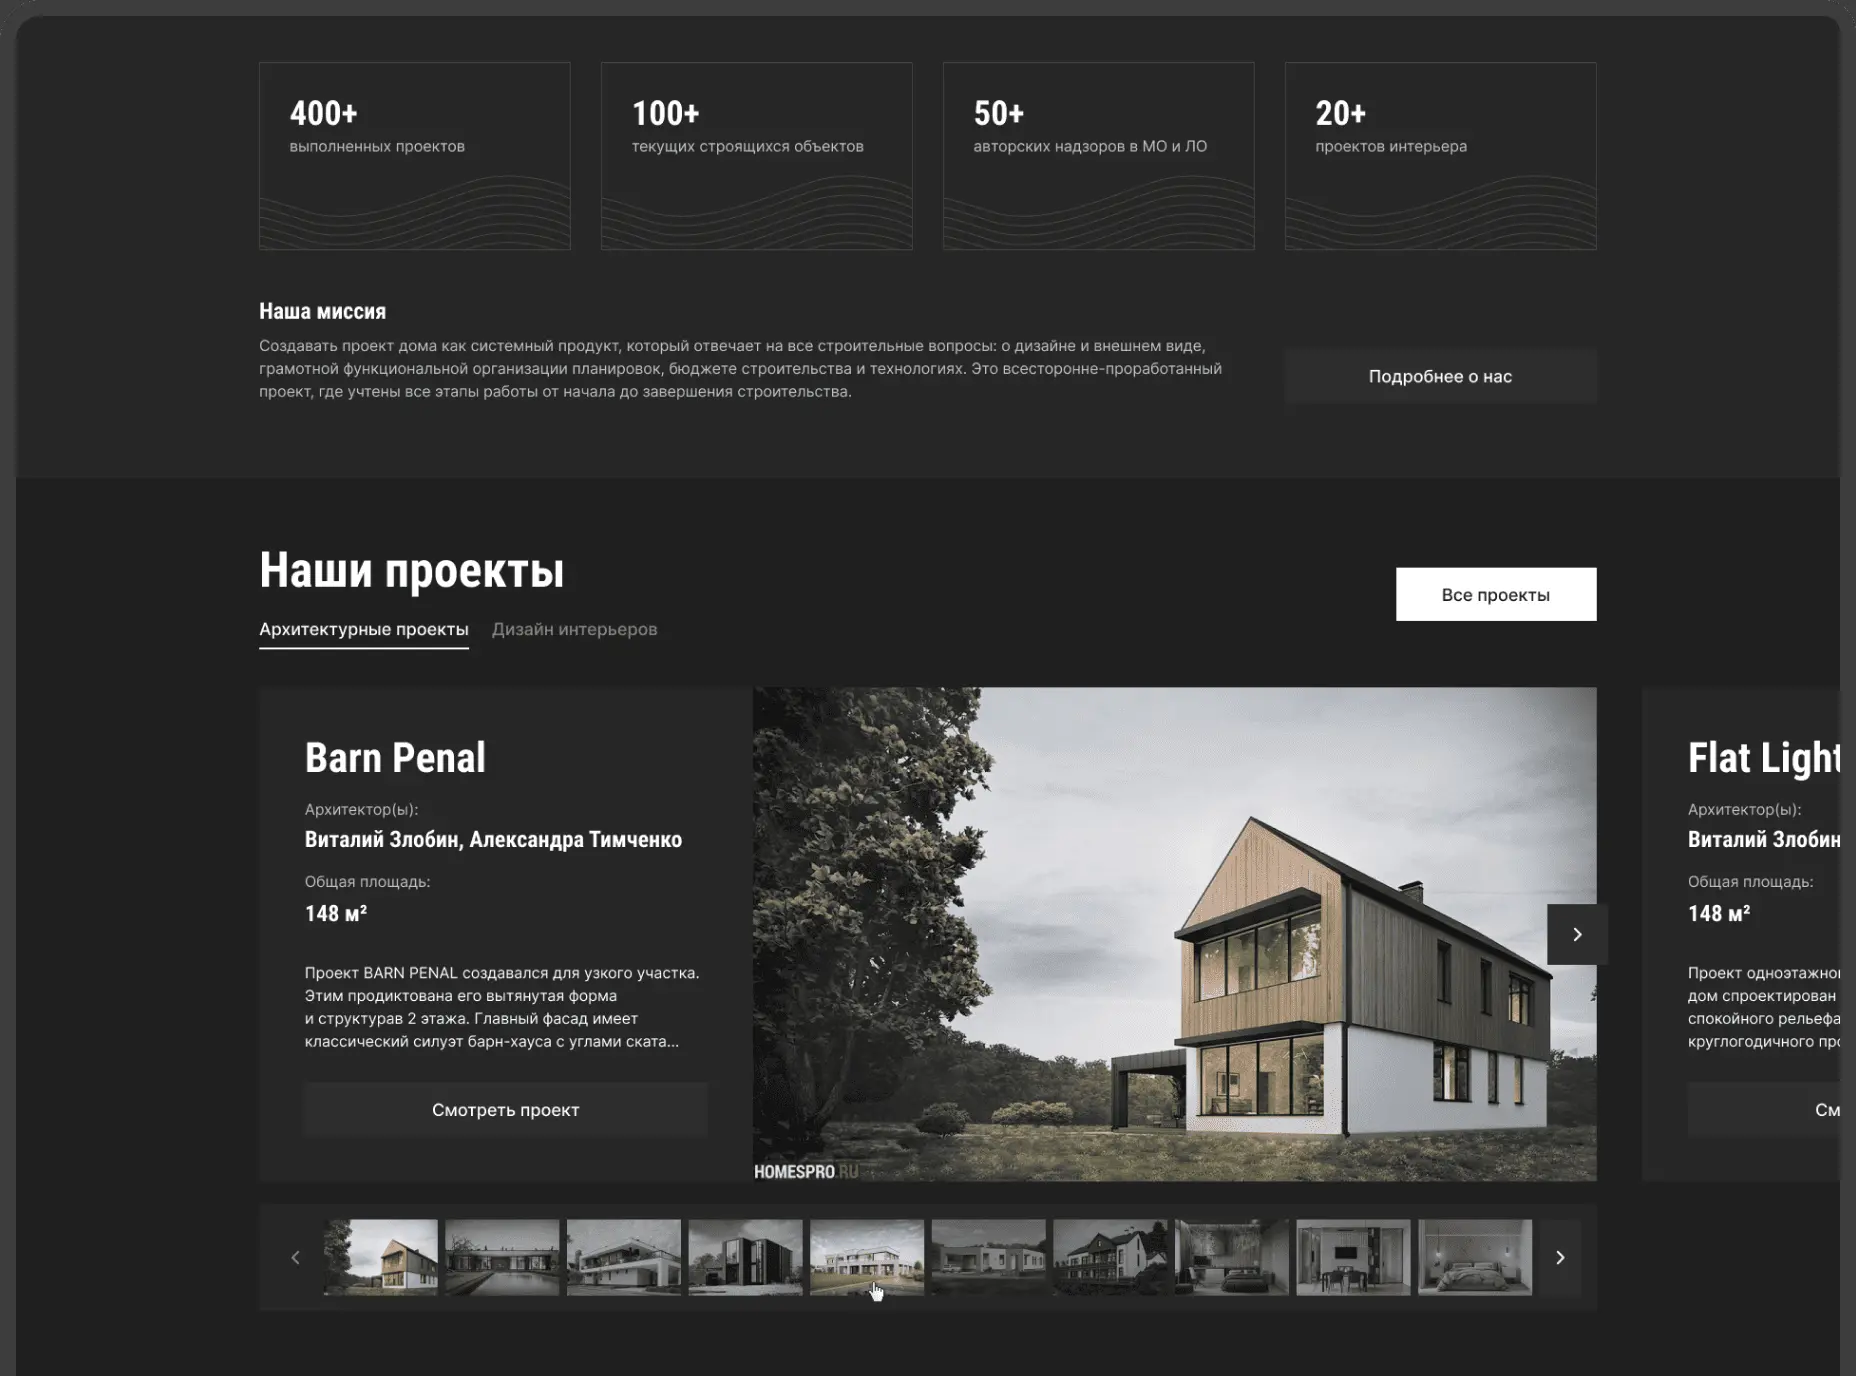 400+
выполненных проектов
100+
текущих строящихся объектов
50+
авторских надзоров в МО и ЛО
20+
проектов интерьера
Наша миссия
Создавать проект дома как системный продукт, который отвечает на все строительные вопросы: о дизайне и внешнем виде,
грамотной функциональной организации планировок, бюджете строительства и технологиях. Это всесторонне-проработанный
проект, где учтены все этапы работы от начала до завершения строительства.
Подробнее о нас
Наши проекты
Все проекты
Архитектурные проекты
Дизайн интерьеров
Barn Penal
Архитектор(ы):
Виталий Злобин, Александра Тимченко
Общая площадь:
148 м²
Проект BARN PENAL создавался для узкого участка.
Этим продиктована его вытянутая форма
и структурав 2 этажа. Главный фасад имеет
классический силуэт барн-хауса с углами ската...
Смотреть проект
HOMESPRO.RU
Flat Light
Архитектор(ы):
Виталий Злобин
Общая площадь:
148 м²
Проект одноэтажног
дом спроектирован
спокойного рельефа
круглогодичного про
См